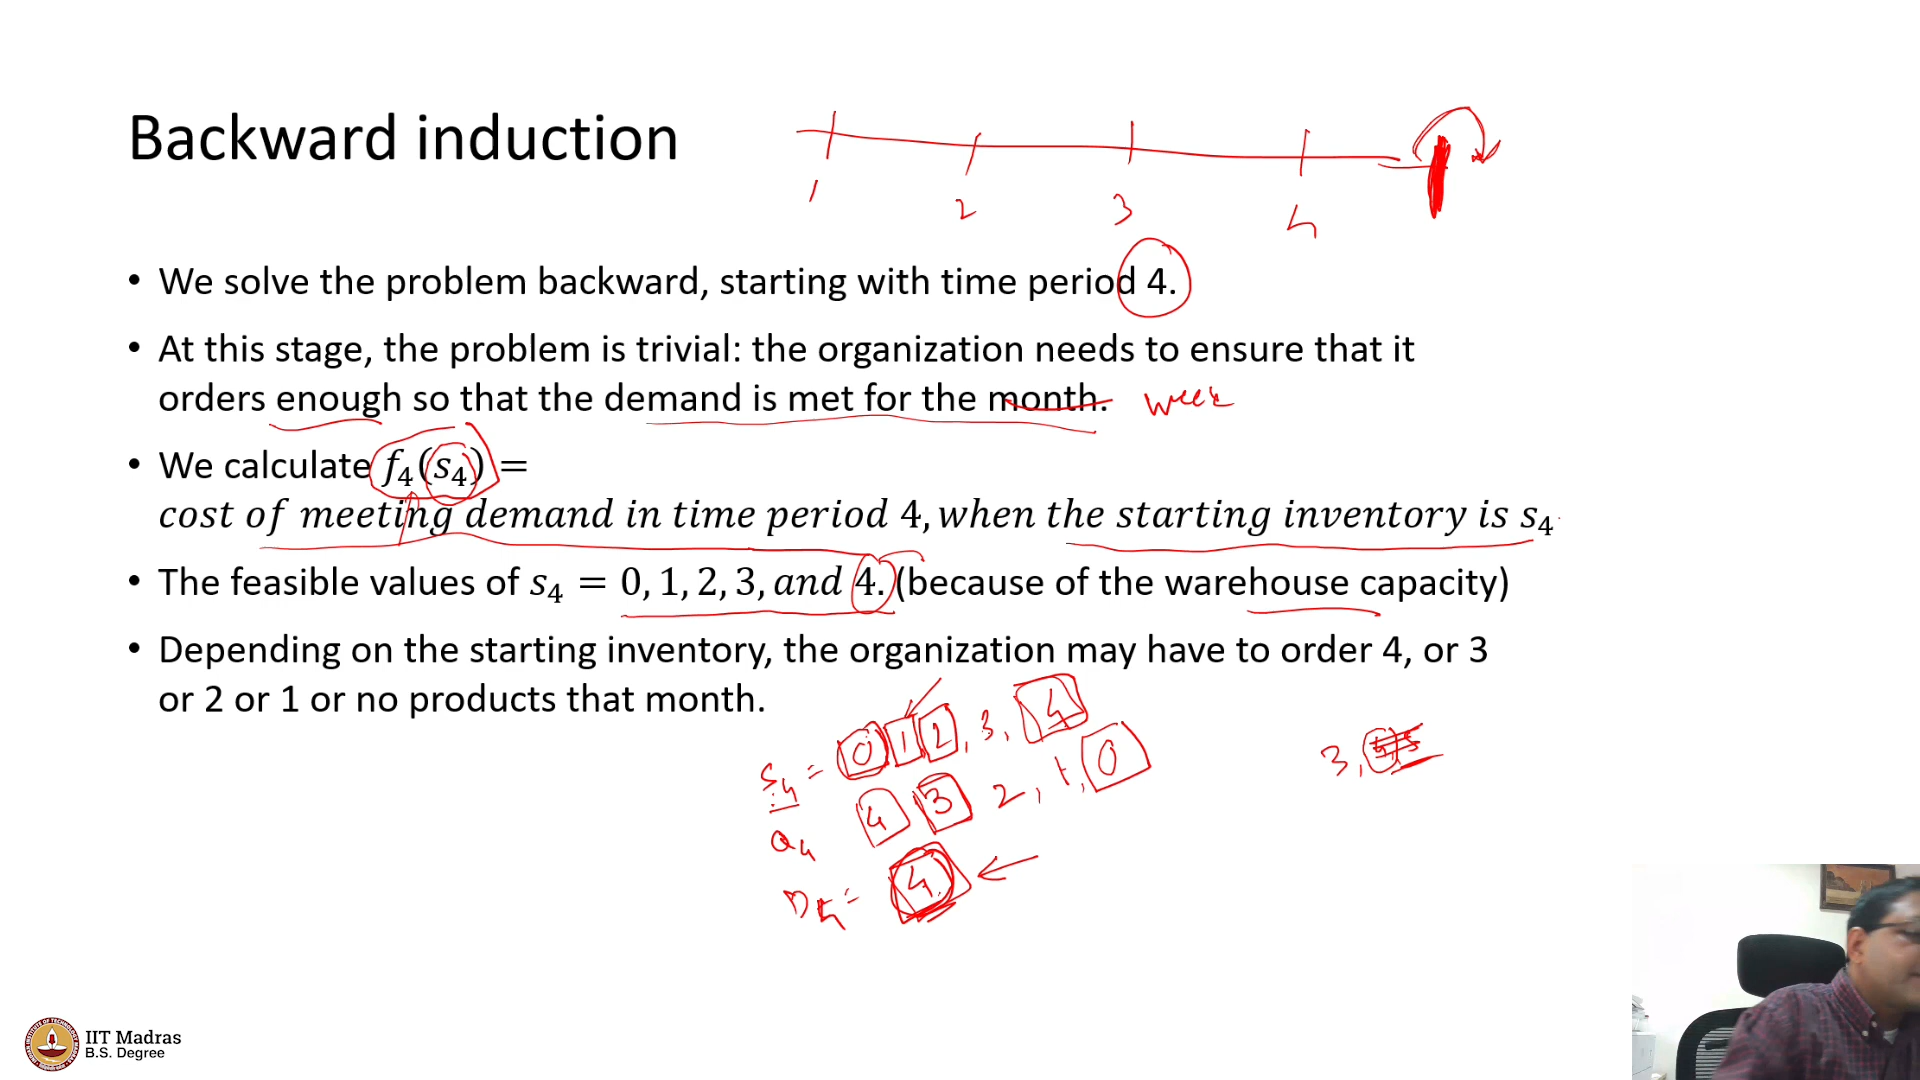 Backward induction
1 2 3 4
• We solve the problem backward, starting with time period 4.
• At this stage, the problem is trivial: the organization needs to ensure that it
orders enough so that the demand is met for the month. week
• We calculate f₄(s₄) =
cost of meeting demand in time period 4, when the starting inventory is s₄
• The feasible values of s₄ = 0, 1, 2, 3, and 4. (because of the warehouse capacity)
• Depending on the starting inventory, the organization may have to order 4, or 3
or 2 or 1 or no products that month.
S₄ = 0 1 2, 3, 4
Q₄ 4 3 2, 1, 0
D₄ = 4
3,
IIT Madras
B.S. Degree